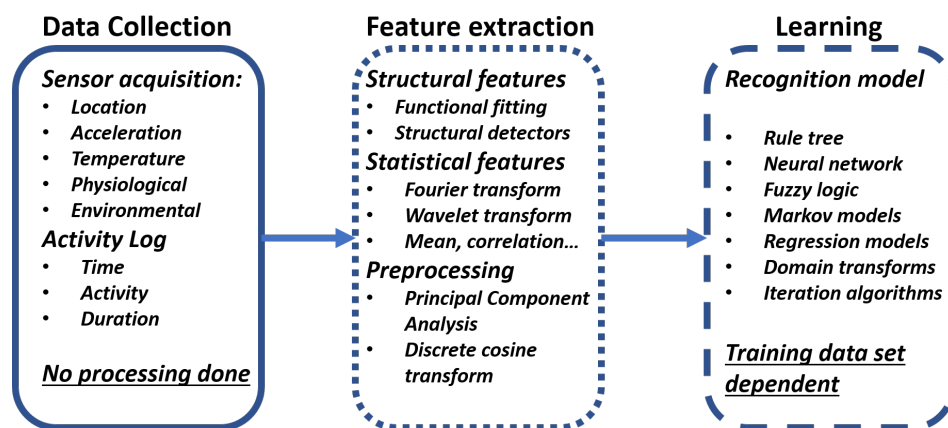 Data Collection
Sensor acquisition:
• Location
• Acceleration
• Temperature
• Physiological
• Environmental
Activity Log
• Time
• Activity
• Duration
No processing done
Feature extraction
Structural features
• Functional fitting
• Structural detectors
Statistical features
• Fourier transform
• Wavelet transform
• Mean, correlation...
Preprocessing
• Principal Component
Analysis
• Discrete cosine
transform
Learning
Recognition model
• Rule tree
• Neural network
• Fuzzy logic
• Markov models
• Regression models
• Domain transforms
• Iteration algorithms
Training data set
dependent